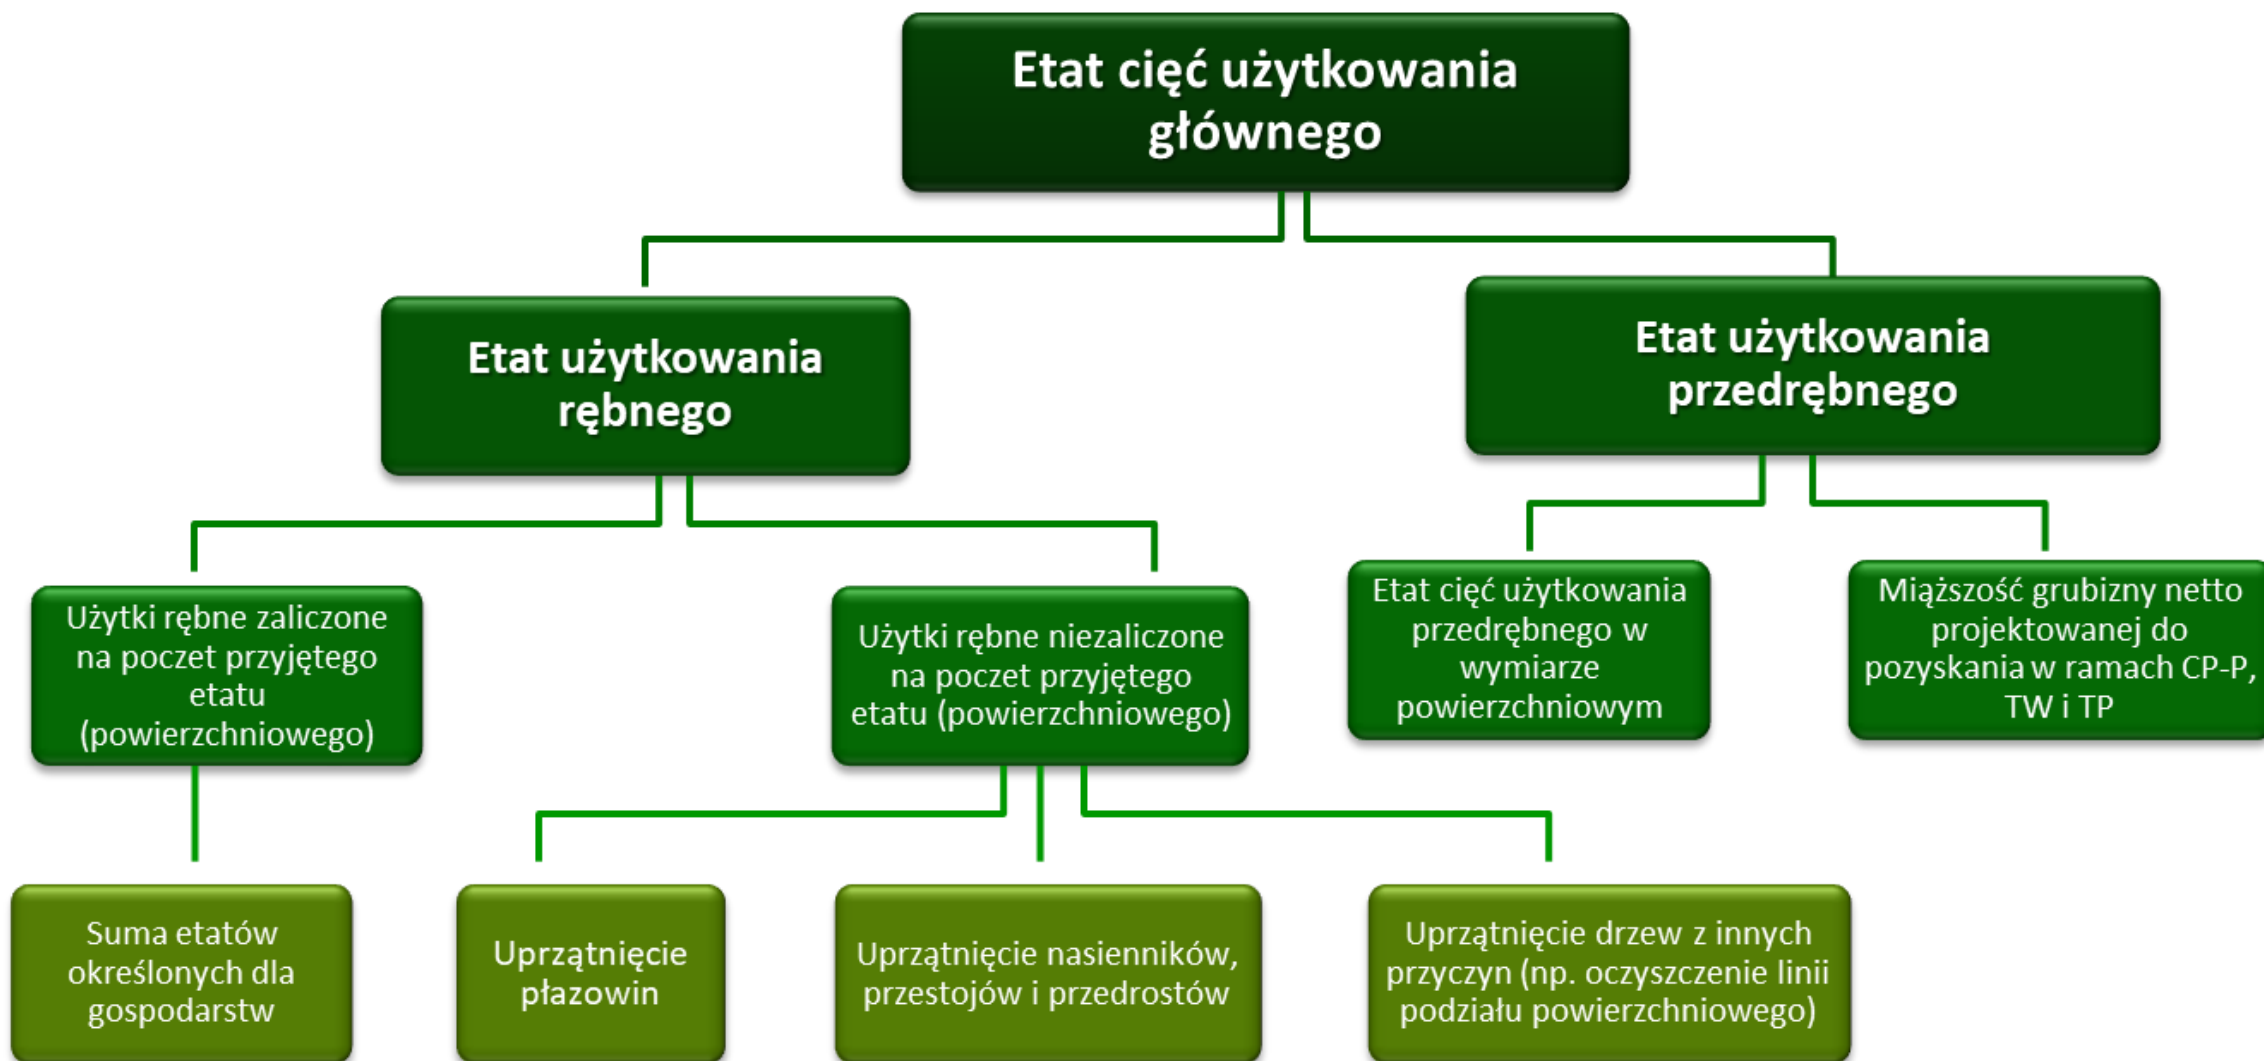 Etat cięć użytkowania
głównego
Etat użytkowania
rębnego
Etat użytkowania
przedrębnego
Użytki rębne zaliczone
na poczet przyjętego
etatu
(powierzchniowego)
Użytki rębne niezaliczone
na poczet przyjętego
etatu (powierzchniowego)
Etat cięć użytkowania
przedrębnego w
wymiarze
powierzchniowym
Miąższość grubizny netto
projektowanej do
pozyskania w ramach CP-P,
TW i TP
Suma etatów
określonych dla
gospodarstw
Uprzątnięcie
płazowin
Uprzątnięcie nasienników,
przestojów i przedrostów
Uprzątnięcie drzew z innych
przyczyn (np. oczyszczenie linii
podziału powierzchniowego)